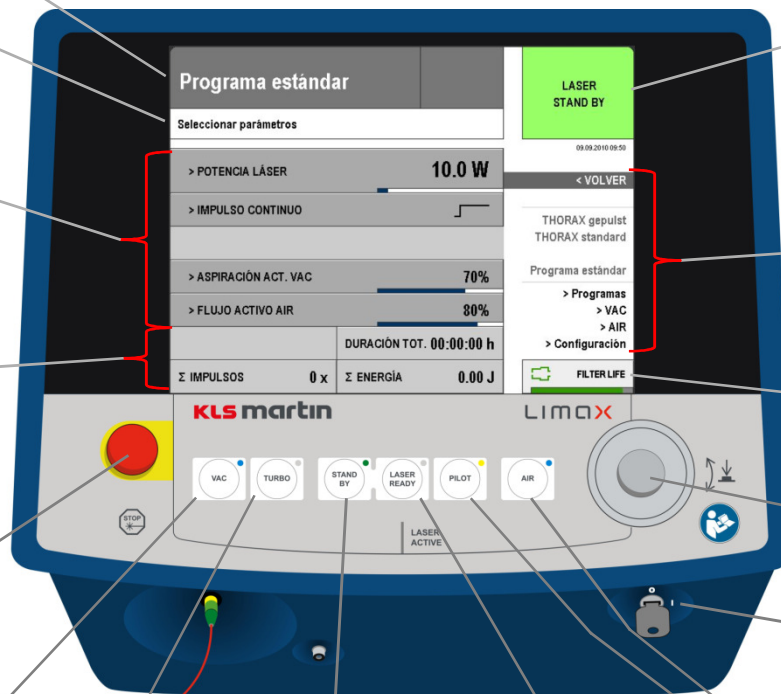 Programa estándar
LASER
STAND BY
Seleccionar parámetros
09.09.2010 09:50
> POTENCIA LÁSER 10.0 W
< VOLVER
> IMPULSO CONTINUO
THORAX gepulst
THORAX standard
Programa estándar
> ASPIRACIÓN ACT. VAC 70%
> FLUJO ACTIVO AIR 80%
> Programas
> VAC
> AIR
> Configuración
DURACIÓN TOT. 00:00:00 h
Σ IMPULSOS 0 x
Σ ENERGÍA 0.00 J
FILTER LIFE
KLS martin
LIMAX
VAC
TURBO
STAND
BY
LASER
READY
PILOT
AIR
STOP
LASER
ACTIVE
O
I